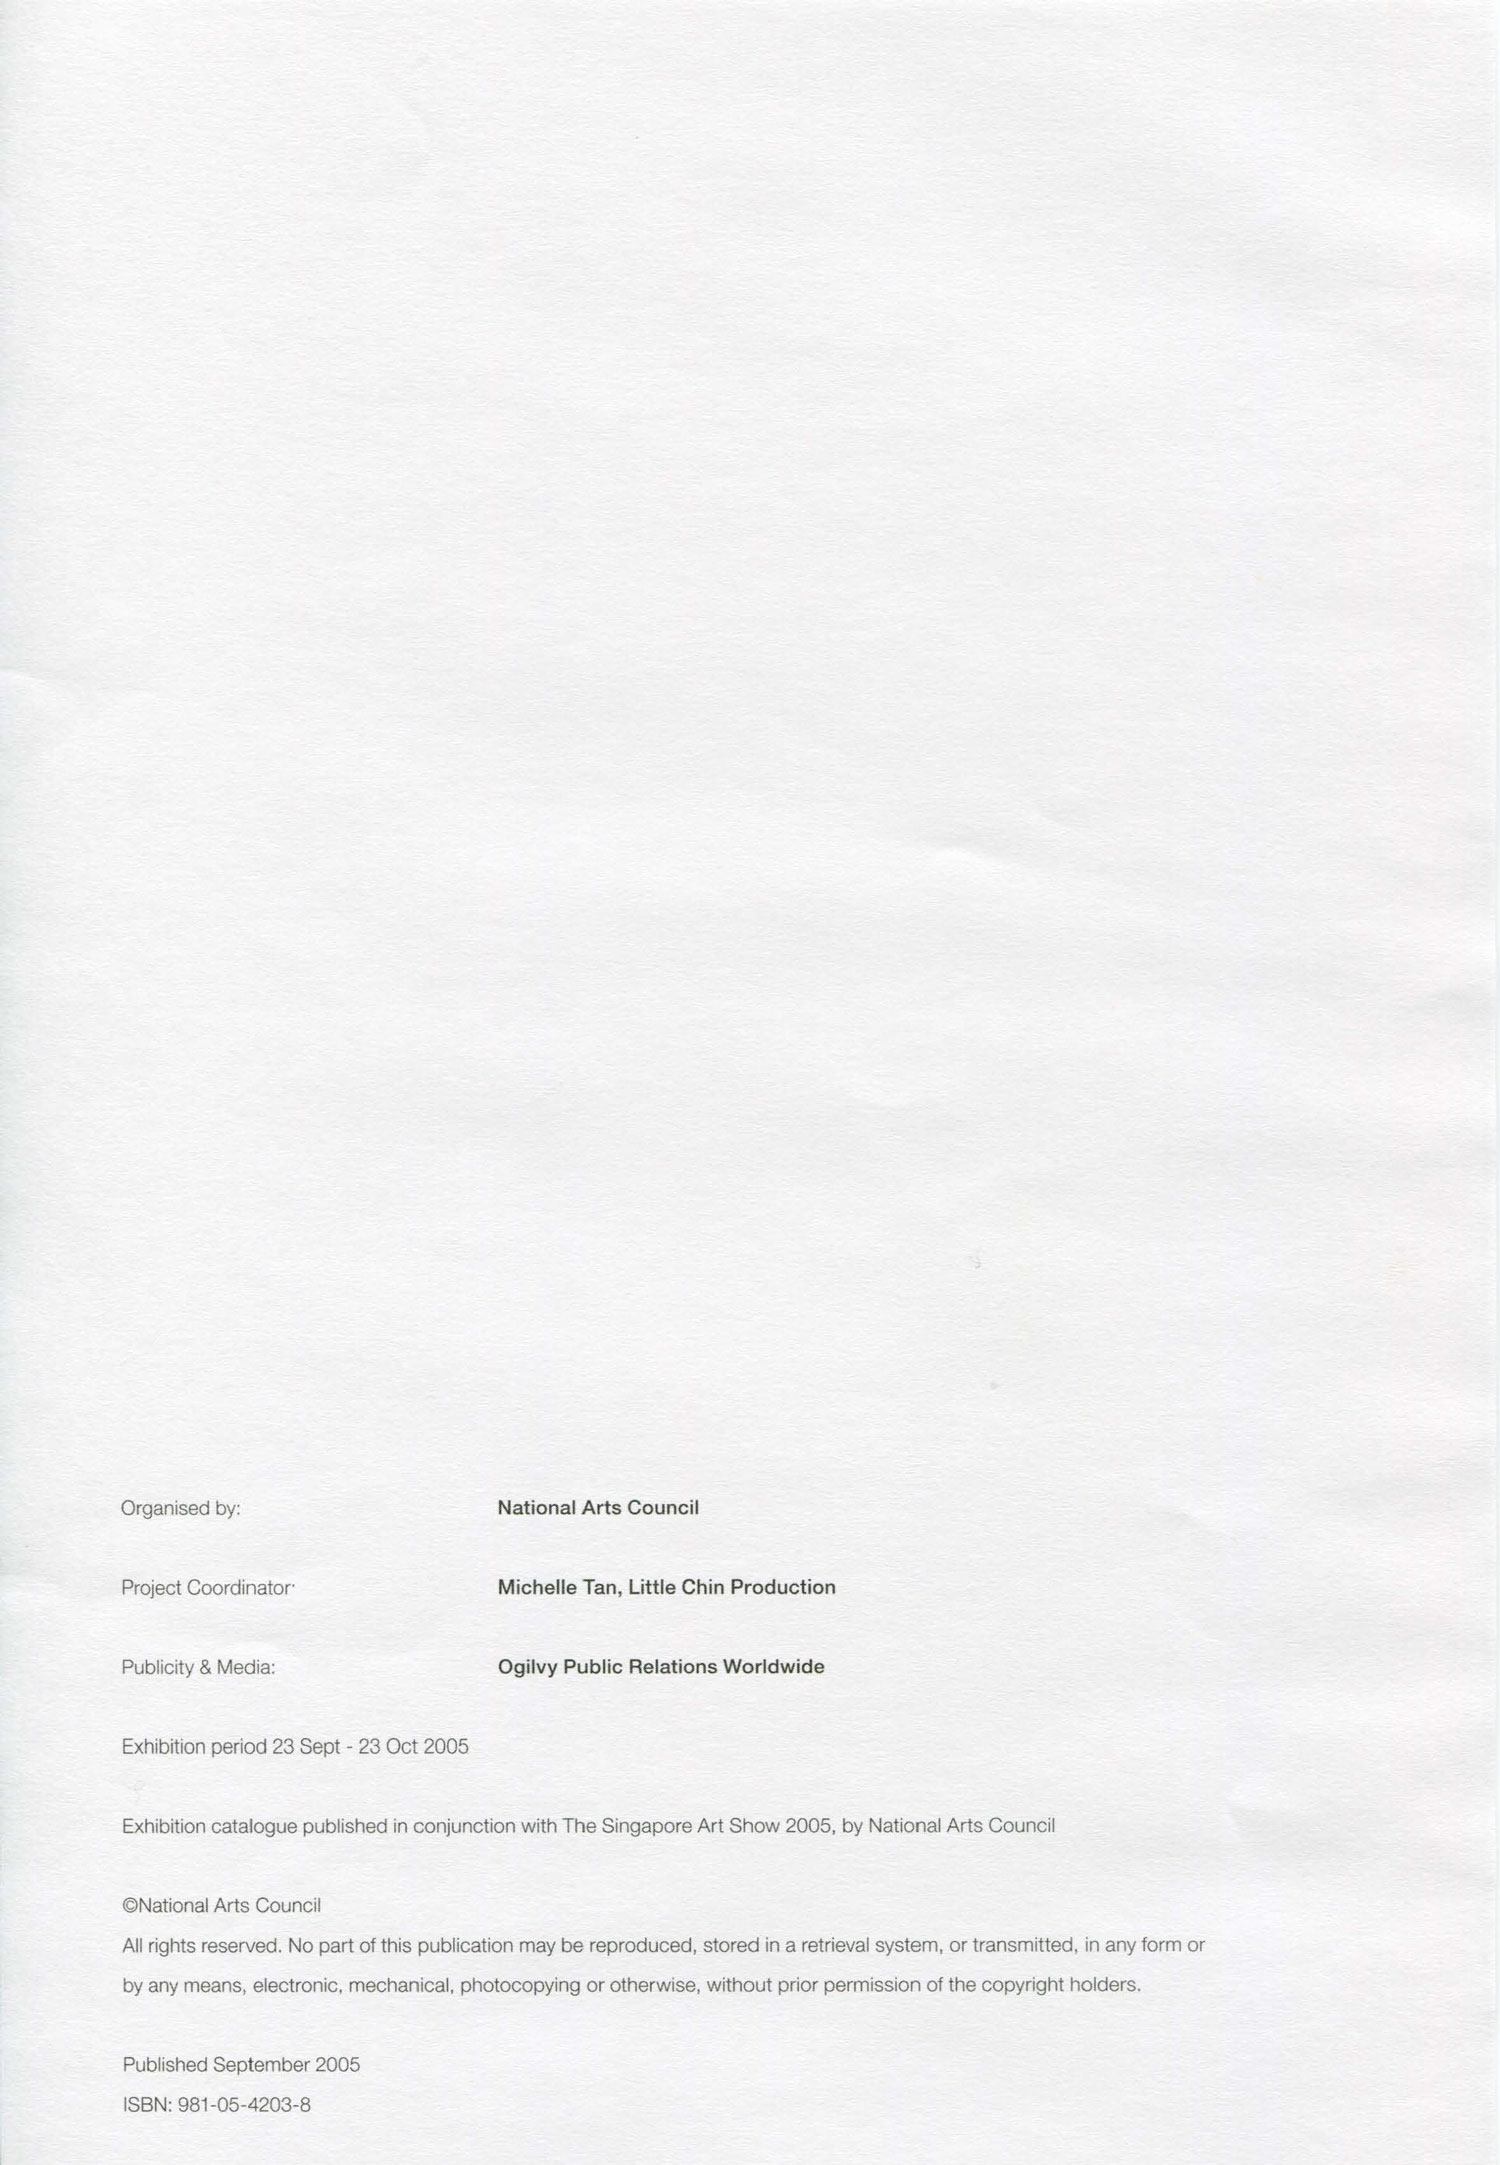 Organised by: National Arts Council
Project Coordinator: Michelle Tan, Little Chin Production
Publicity & Media: Ogilvy Public Relations Worldwide
Exhibition period 23 Sept - 23 Oct 2005
Exhibition catalogue published in conjunction with The Singapore Art Show 2005, by National Arts Council
©National Arts Council
All rights reserved. No part of this publication may be reproduced, stored in a retrieval system, or transmitted, in any form or
by any means, electronic, mechanical, photocopying or otherwise, without prior permission of the copyright holders.
Published September 2005
ISBN: 981-05-4203-8